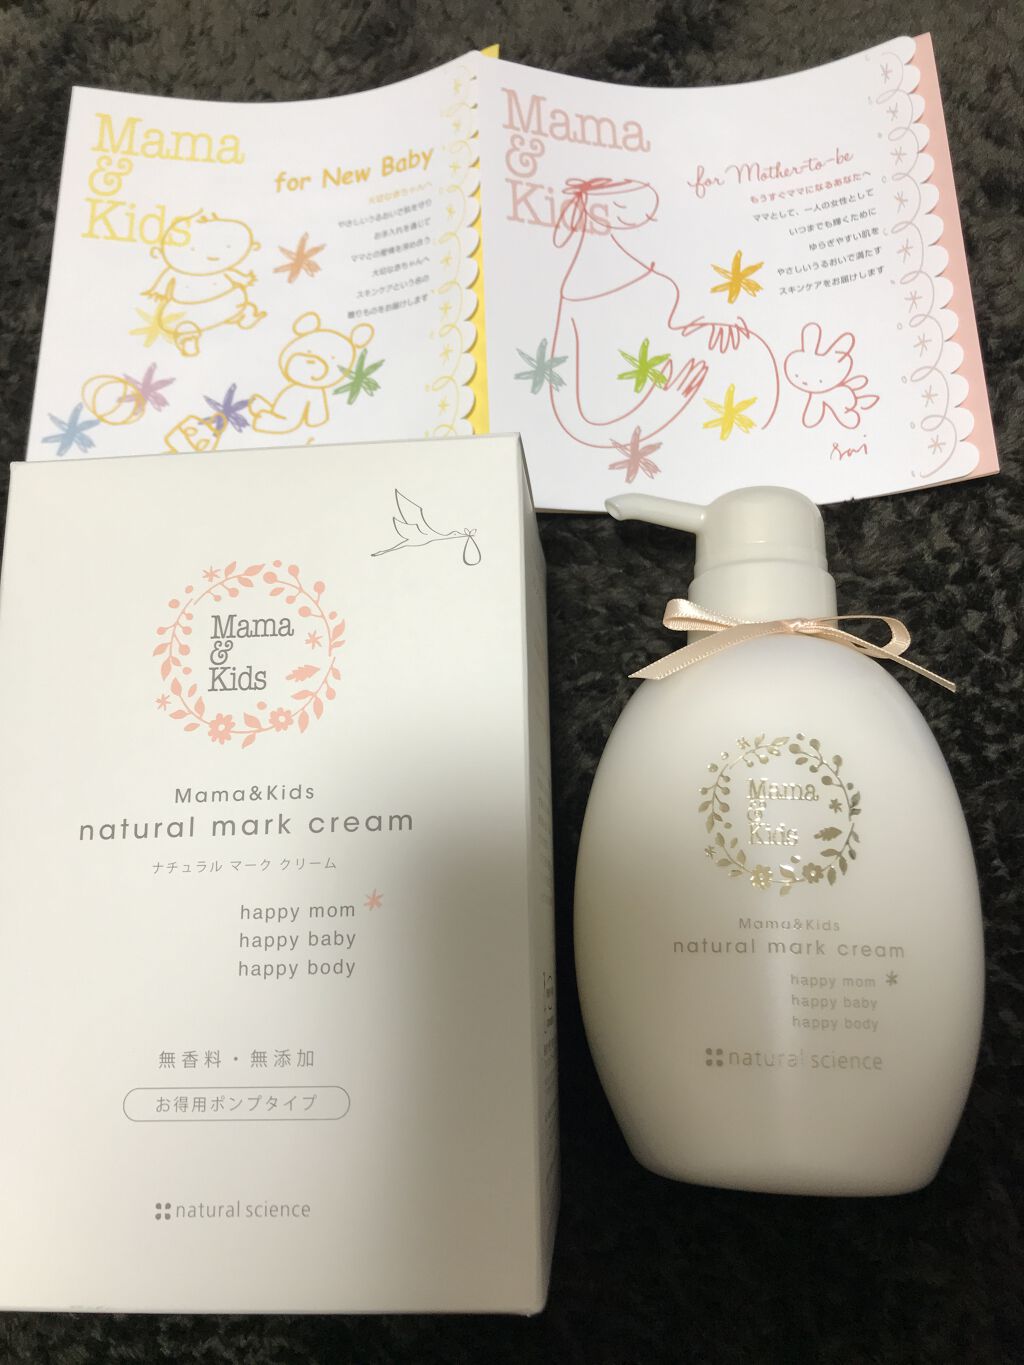 Mama
&
Kids
for New Baby
大切な赤ちゃんへ
やさしいうるおいで肌を守り
お手入れを通じて
ママとの愛情を深め合う
大切な赤ちゃんへ
スキンケアという名の
贈りものをお届けします
Mama
&
Kids
for Mother-to-be
もうすぐママになるあなたへ
ママとして、一人の女性として
いつまでも輝くために
ゆらぎやすい肌を
やさしいうるおいで満たす
スキンケアをお届けします
Mama
&
Kids
Mama&Kids
natural mark cream
ナチュラル マーク クリーム
happy mom
happy baby
happy body
無香料・無添加
お得用ポンプタイプ
natural science
Mama
&
Kids
Mama&Kids
natural mark cream
happy mom
happy baby
happy body
natural science